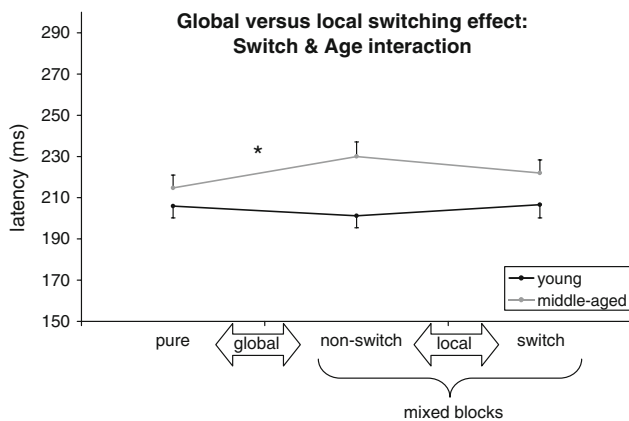 Global versus local switching effect:
Switch & Age interaction
290
270
250
230
210
190
170
150
latency (ms)
*
young
middle-aged
pure
global
non-switch
local
switch
mixed blocks